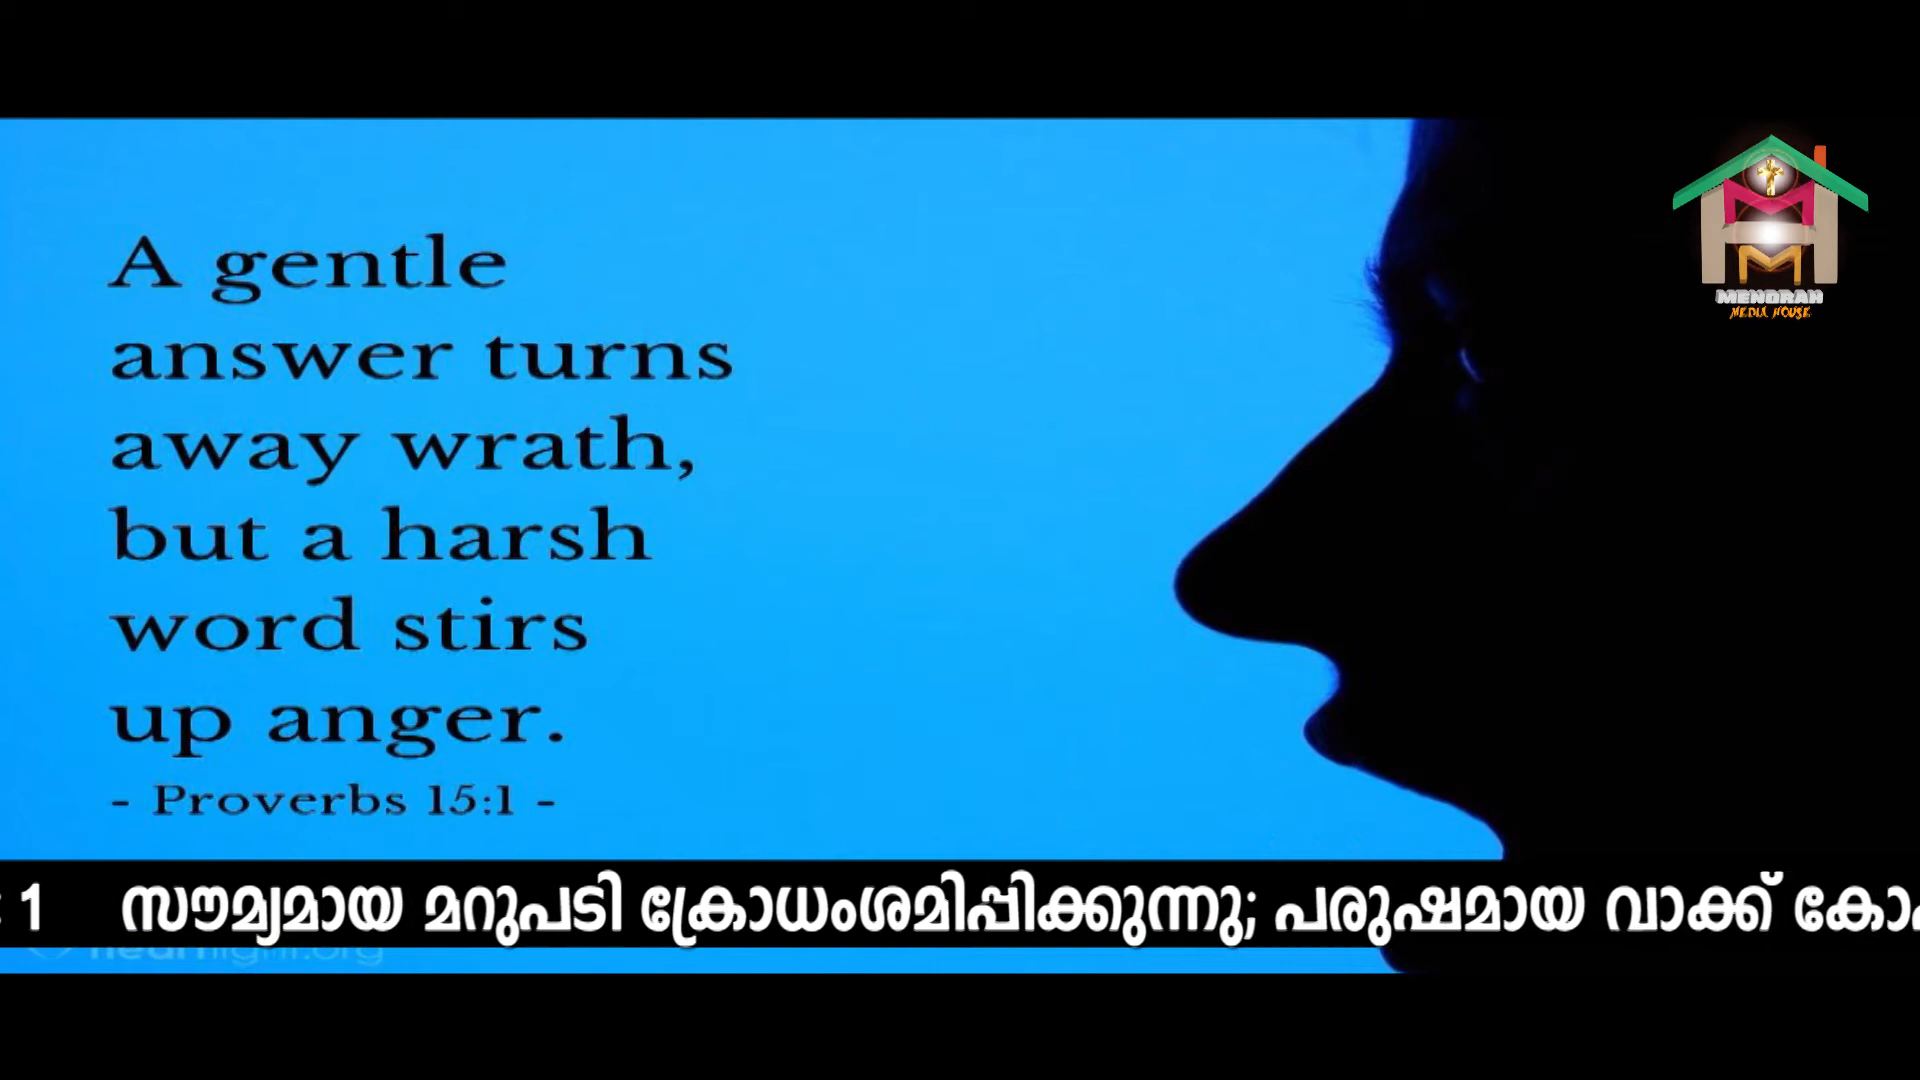 A gentle
answer turns
away wrath,
but a harsh
word stirs
up anger.
- Proverbs 15:1 -
MENORAH
MEDIA HOUSE
: 1 സൗമ്യമായ മറുപടി ക്രോധംശമിപ്പിക്കുന്നു; പരുഷമായ വാക്ക്